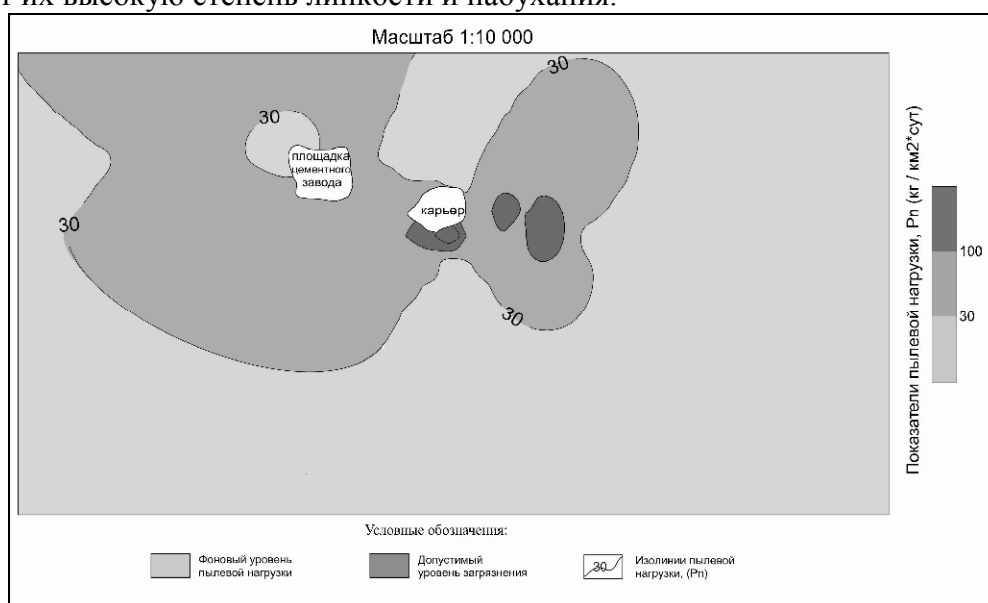 их высокую степень липкости и набухания.
Масштаб 1:10 000
30
30
площадка
цементного
завода
30
карьер
30
Показатели пылевой нагрузки, Pn (кг / км2*сут)
100
30
Условные обозначения:
Фоновый уровень
пылевой нагрузки
Допустимый
уровень загрязнения
30
Изолинии пылевой
нагрузки, (Pn)